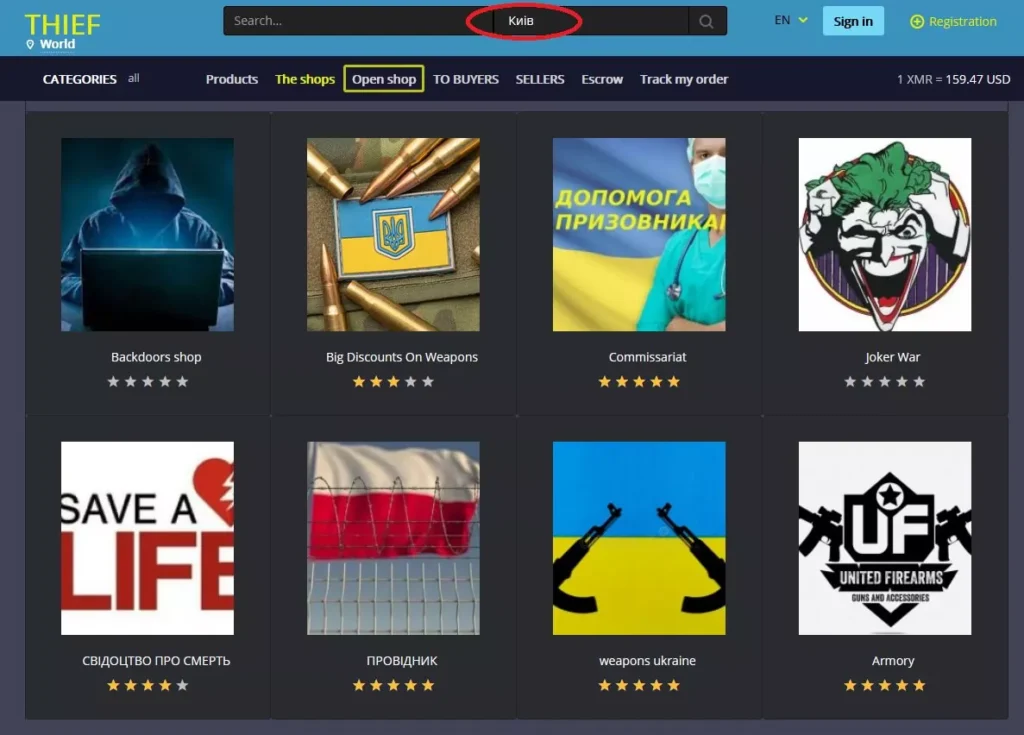 THIEF
World
Search...
Київ
EN
Sign in
Registration
CATEGORIES all
Products
The shops
Open shop
TO BUYERS
SELLERS
Escrow
Track my order
1 XMR = 159.47 USD
ДОПОМОГА
ПРИЗОВНИКА
Backdoors shop
Big Discounts On Weapons
Commissariat
Joker War
SAVE A
LIFE
UF
UNITED FIREARMS
GUNS AND ACCESSORIES
СВІДОЦТВО ПРО СМЕРТЬ
ПРОВІДНИК
weapons ukraine
Armory